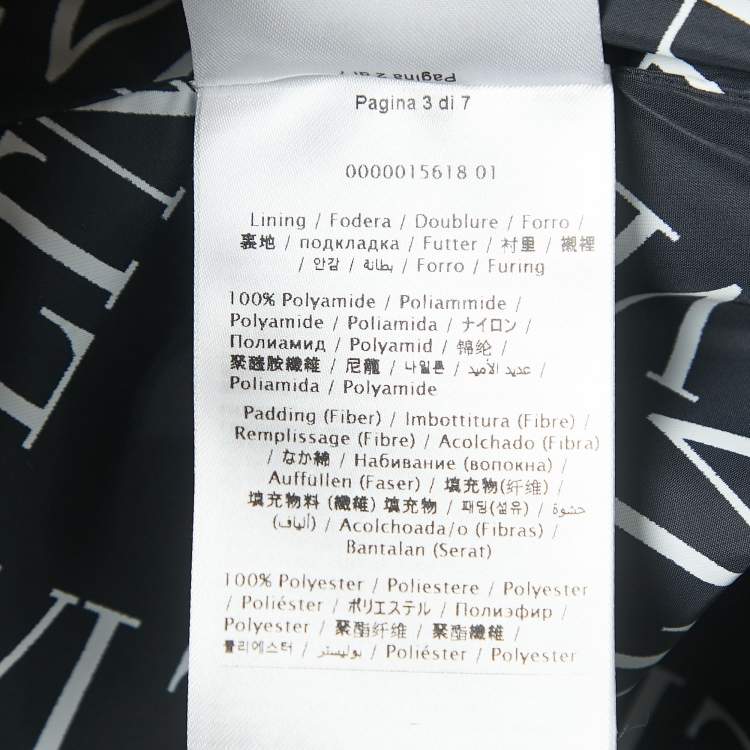 Pagina 2 di 7
Pagina 3 di 7
0000015618 01
Lining / Fodera / Doublure / Forro /
裏地 / подкладка / Futter / 衬里 / 襯裡
/ 안감 / بطانة / Forro / Furing
100% Polyamide / Poliammide /
Polyamide / Poliamida / ナイロン /
Полиамид / Polyamid / 锦纶 /
聚醯胺纖維 / 尼龍 / 나일론 / عديد الأميد /
Poliamida / Polyamide
Padding (Fiber) / Imbottitura (Fibre) /
Remplissage (Fibre) / Acolchado (Fibra)
/ なか綿 / Набивание (вопокна) /
Auffüllen (Faser) / 填充物(纤维) /
填充物料 (纖維) 填充物 / 패딩(섬유) / حشوة
(ألياف) / Acolchoada/o (Fibras) /
Bantalan (Serat)
100% Polyester / Poliestere / Polyester
/ Poliéster / ポリエステル / Полиэфир /
Polyester / 聚酯纤维 / 聚酯纖維 /
폴리에스터 / بوليستر / Poliéster / Polyester